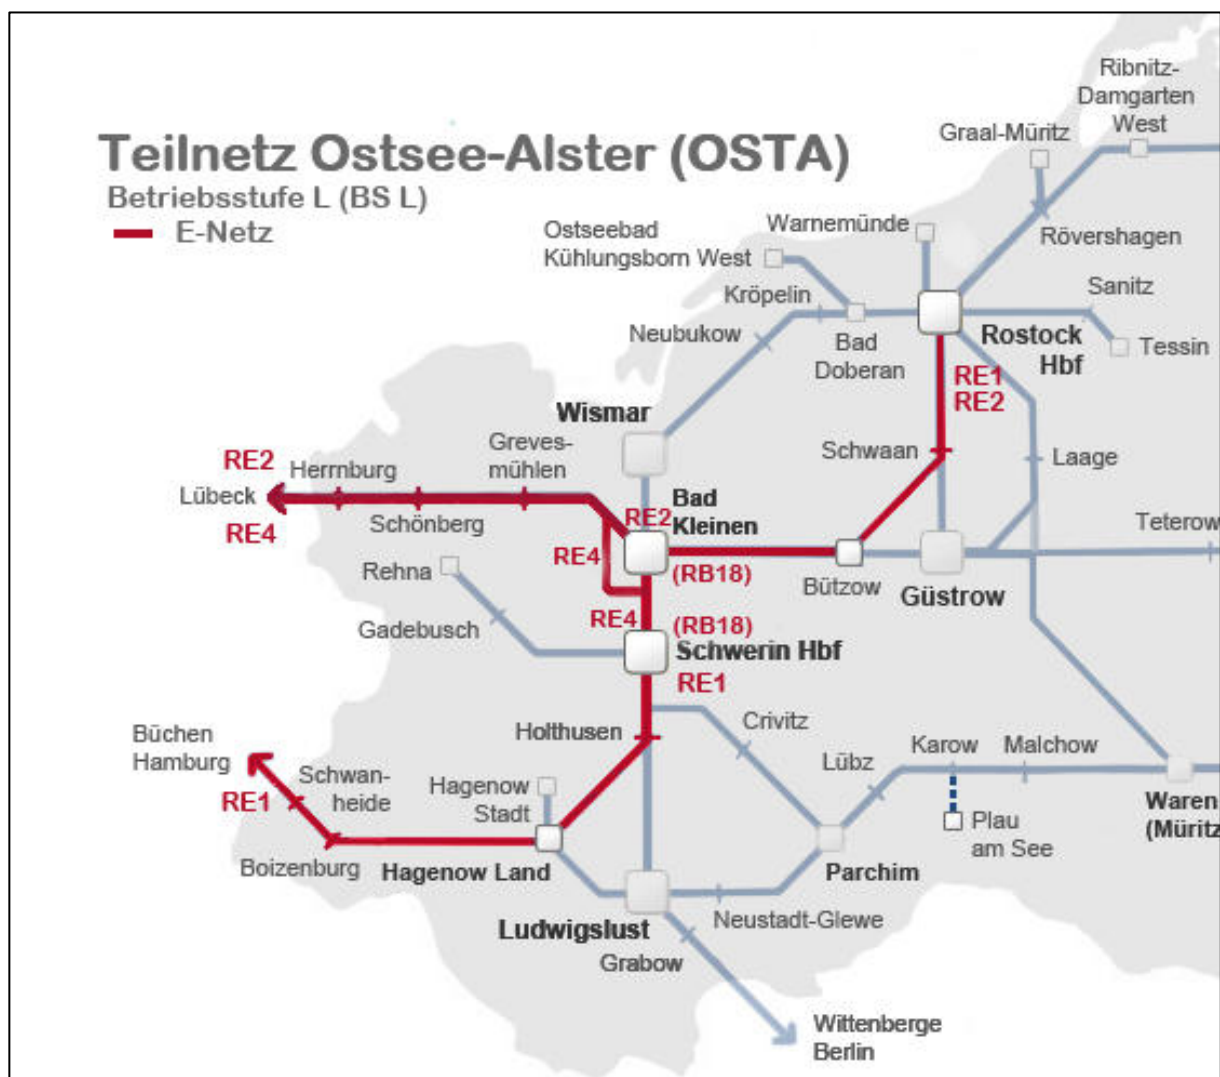 Teilnetz Ostsee-Alster (OSTA)
Betriebsstufe L (BS L)
E-Netz
Ribnitz-
Damgarten
West
Graal-Müritz
Rövershagen
Warnemünde
Ostseebad
Kühlungsborn West
Kröpelin
Neubukow
Bad
Doberan
Rostock
Hbf
Sanitz
Tessin
RE1
RE2
Wismar
Schwaan
Laage
Greves-
mühlen
RE2
Herrnburg
Lübeck
Schönberg
RE4
Bad
Kleinen
RE2
RE4
(RB18)
Bützow
Güstrow
Teterow
Rehna
Gadebusch
RE4
(RB18)
Schwerin Hbf
RE1
Holthusen
Crivitz
Büchen
Hamburg
RE1
Schwan-
heide
Boizenburg
Hagenow
Stadt
Hagenow Land
Lübz
Karow
Malchow
Plau
am See
Waren
(Müritz
Parchim
Neustadt-Glewe
Ludwigslust
Grabow
Wittenberge
Berlin